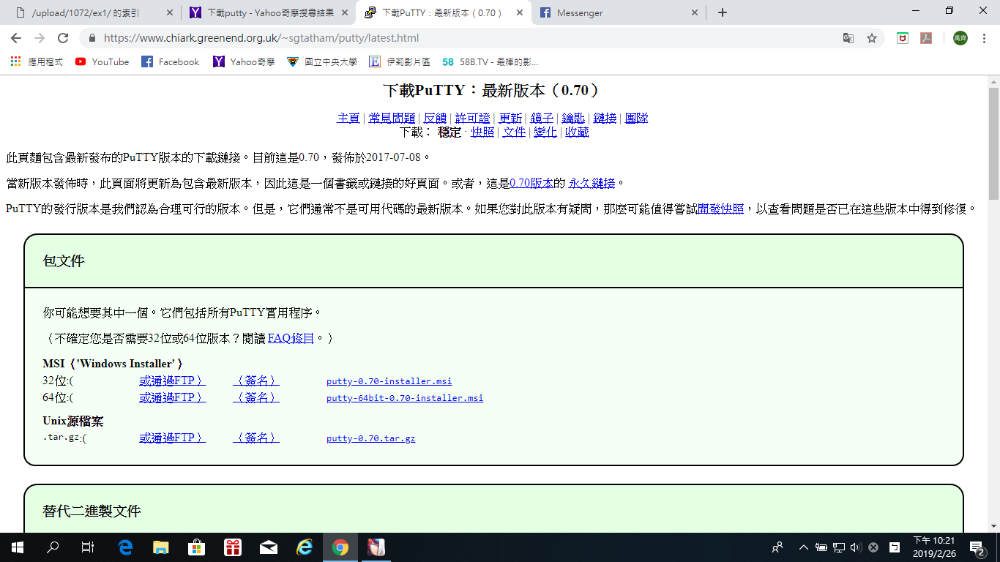 /upload/1072/ex1/ 的索引
下載putty - Yahoo奇摩搜尋結果
下載PuTTY：最新版本（0.70）
Messenger
https://www.chiark.greenend.org.uk/~sgtatham/putty/latest.html
禹齊
應用程式
YouTube
Facebook
Yahoo奇摩
國立中央大學
伊莉影片區
58 58B.TV - 最棒的影...
下載PuTTY：最新版本（0.70）
主頁 | 常見問題 | 反饋 | 許可證 | 更新 | 鏡子 | 鑰匙 | 鏈接 | 團隊
下載： 穩定 · 快照 | 文件 | 變化 | 收藏
此頁麵包含最新發布的PuTTY版本的下載鏈接。目前這是0.70，發佈於2017-07-08。
當新版本發佈時，此頁面將更新為包含最新版本，因此這是一個書籤或鏈接的好頁面。或者，這是0.70版本的 永久鏈接。
PuTTY的發行版本是我們認為合理可行的版本。但是，它們通常不是可用代碼的最新版本。如果您對此版本有疑問，那麼可能值得嘗試開發快照，以查看問題是否已在這些版本中得到修復。
包文件
你可能想要其中一個。它們包括所有PuTTY實用程序。
（不確定您是否需要32位或64位版本？閱讀 FAQ條目。）
MSI（'Windows Installer'）
32位:( 或通過FTP） （簽名） putty-0.70-installer.msi
64位:( 或通過FTP） （簽名） putty-64bit-0.70-installer.msi
Unix源檔案
.tar.gz:( 或通過FTP） （簽名） putty-0.70.tar.gz
替代二進製文件
下午 10:21
2019/2/26
2